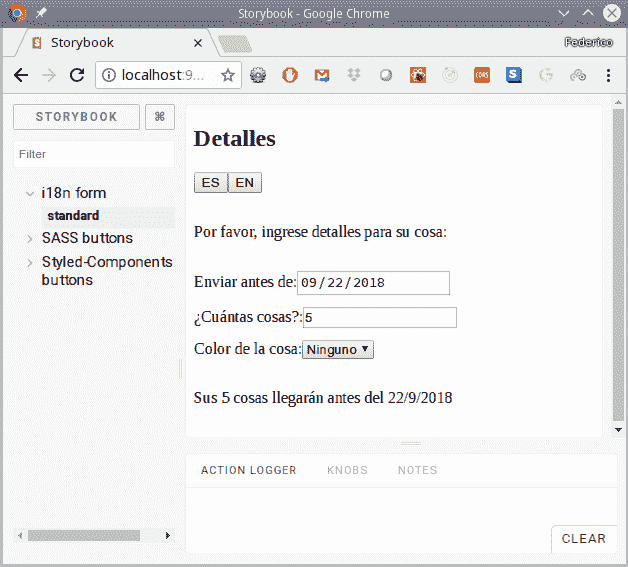 Storybook - Google Chrome
Storybook
Federico
localhost:9...
STORYBOOK
⌘
Filter
i18n form
standard
SASS buttons
Styled-Components
buttons
Detalles
ES EN
Por favor, ingrese detalles para su cosa:
Enviar antes de: 09/22/2018
¿Cuántas cosas?: 5
Color de la cosa: Ninguno
Sus 5 cosas llegarán antes del 22/9/2018
ACTION LOGGER KNOBS NOTES
CLEAR